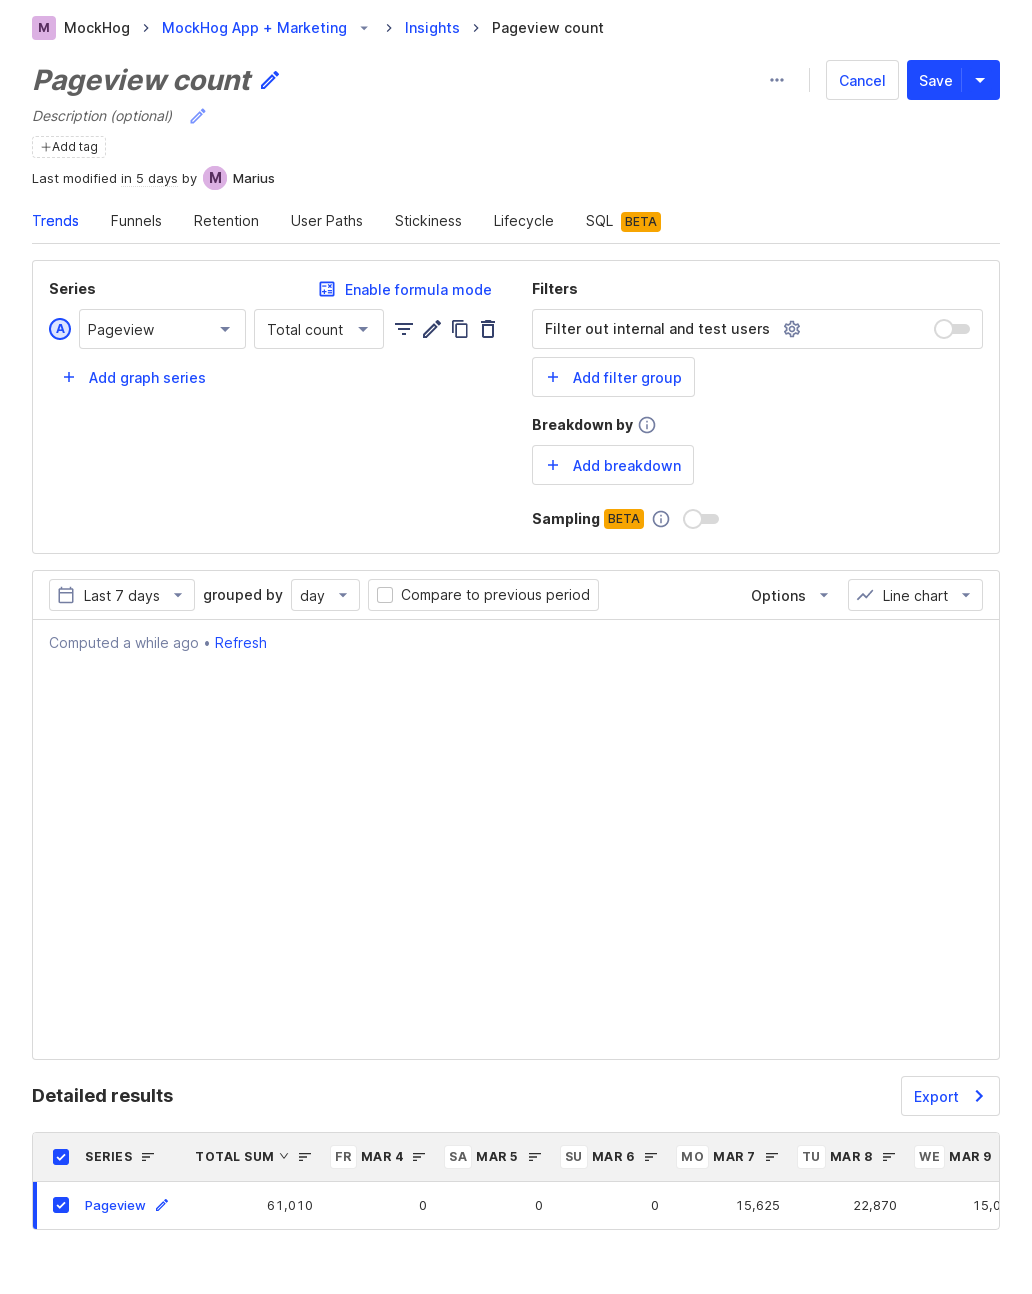 M MockHog MockHog App + Marketing Insights Pageview count
Pageview count
Cancel Save
Description (optional)
Add tag
Last modified in 5 days by M Marius
Trends Funnels Retention User Paths Stickiness Lifecycle SQL BETA
Series Enable formula mode Filters
A Pageview Total count Filter out internal and test users
Add graph series Add filter group
Breakdown by
Add breakdown
Sampling BETA
Last 7 days grouped by day Compare to previous period Options Line chart
Computed a while ago • Refresh
Detailed results Export
SERIES TOTAL SUM FR MAR 4 SA MAR 5 SU MAR 6 MO MAR 7 TU MAR 8 WE MAR 9
Pageview 61,010 0 0 0 15,625 22,870